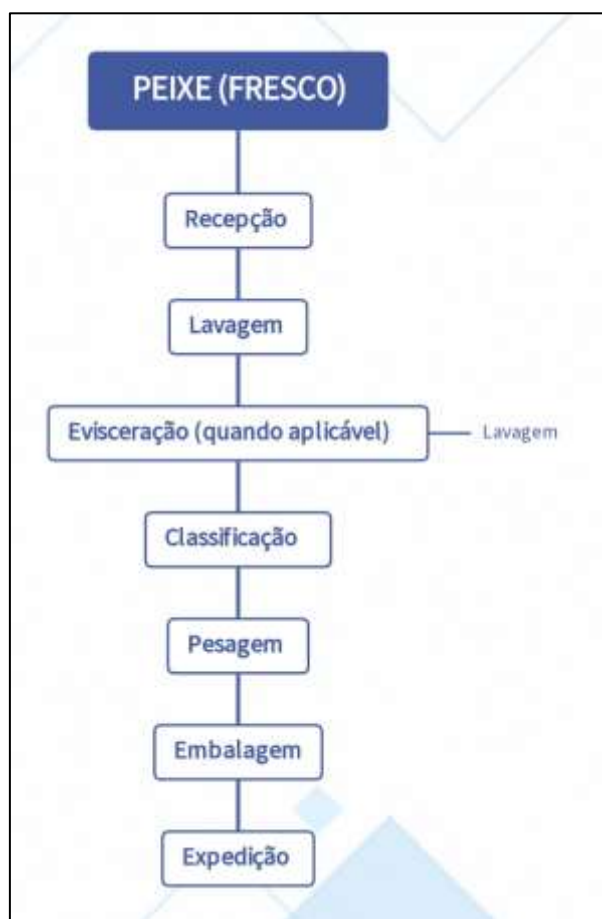 PEIXE (FRESCO)
Recepção
Lavagem
Evisceração (quando aplicável)
Lavagem
Classificação
Pesagem
Embalagem
Expedição